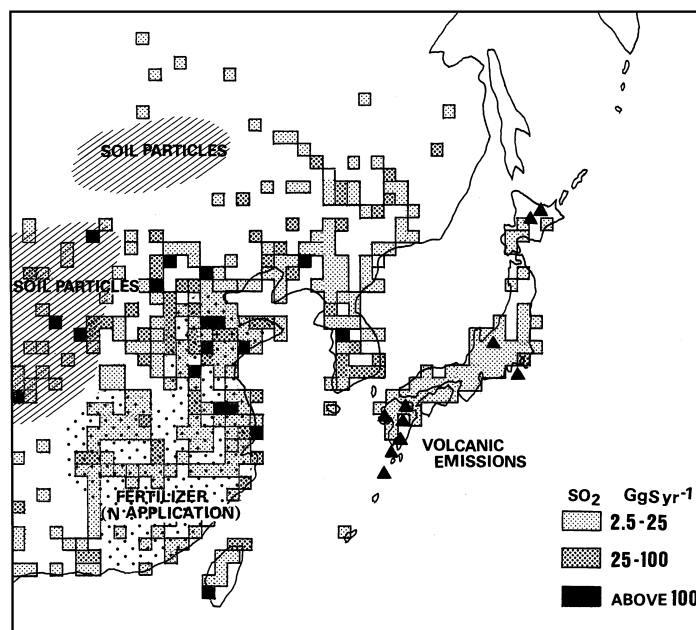 SOIL PARTICLES
SOIL PARTICLES
VOLCANIC
EMISSIONS
FERTILIZER
(N APPLICATION)
SO₂ GgSyr⁻¹
2.5-25
25-100
ABOVE 100